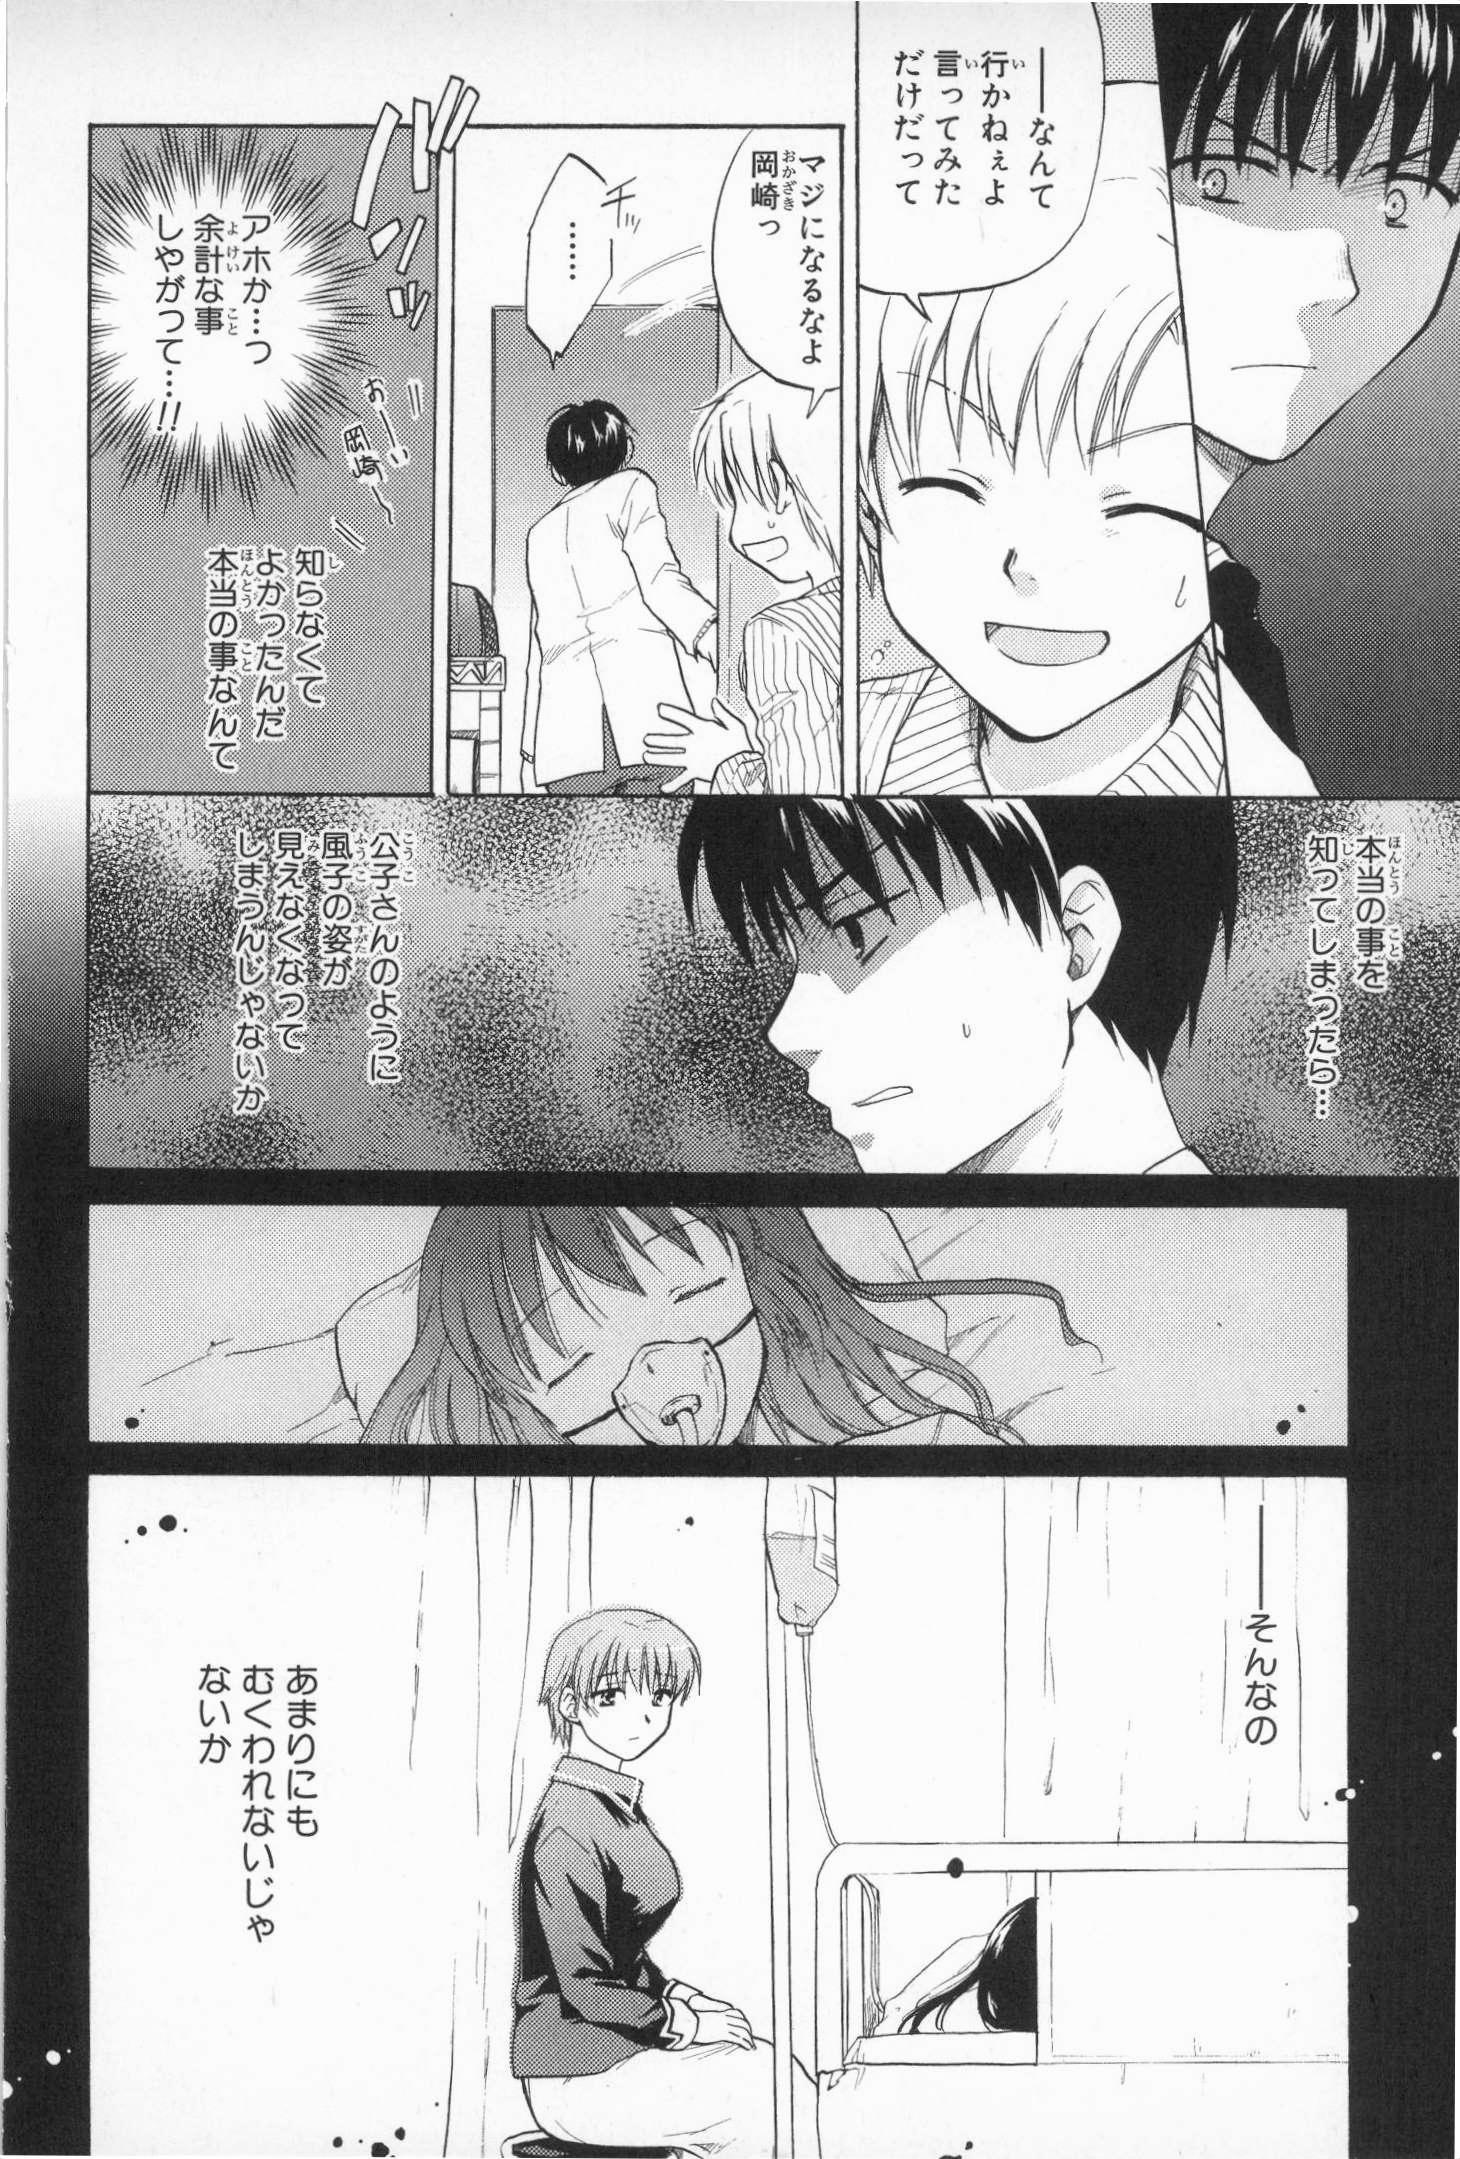 ――なんて
行かねぇよ
言ってみた
だけだって
マジになるなよ
岡崎っ
チッ
……
アホか…っ
余計な事
しやがって…!!
おーい
岡崎〜
知らなくて
よかったんだ
本当の事なんて
本当の事を
知ってしまったら…
公子さんのように
風子の姿が
見えなくなって
しまうんじゃないか
――そんなの
あまりにも
むくわれないじゃ
ないか